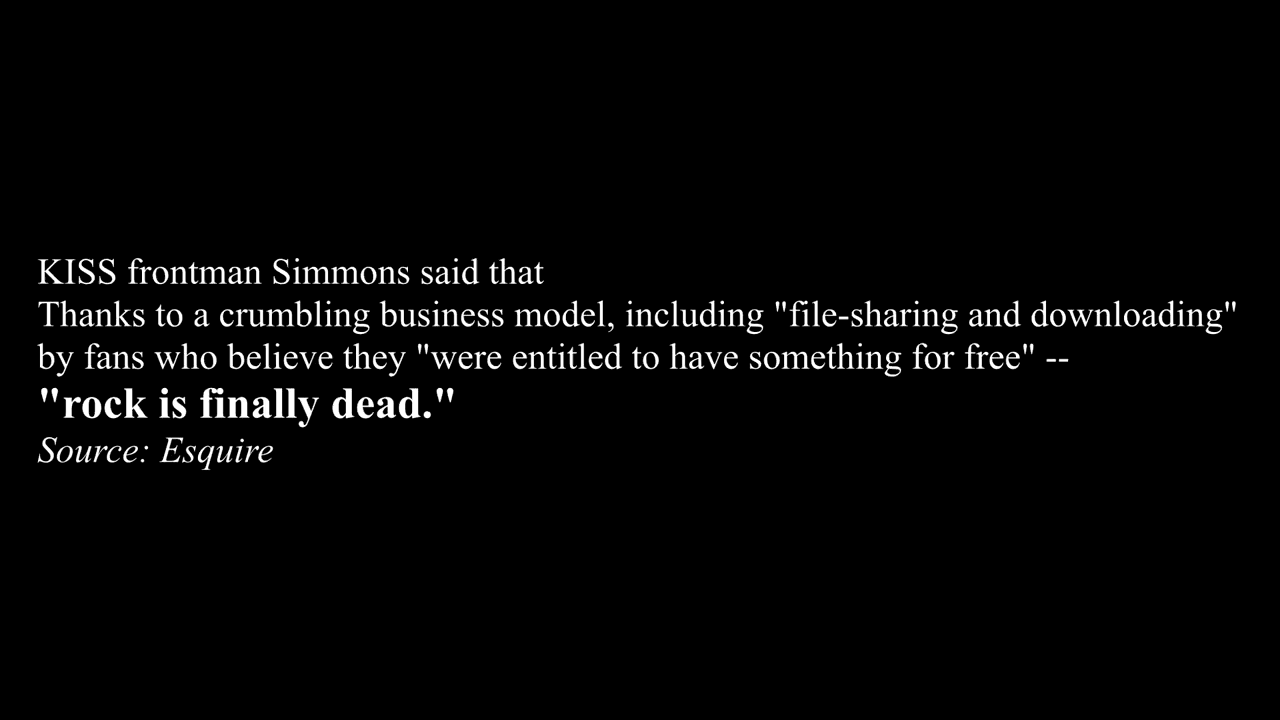 KISS frontman Simmons said that
Thanks to a crumbling business model, including "file-sharing and downloading"
by fans who believe they "were entitled to have something for free" --
"rock is finally dead."
Source: Esquire